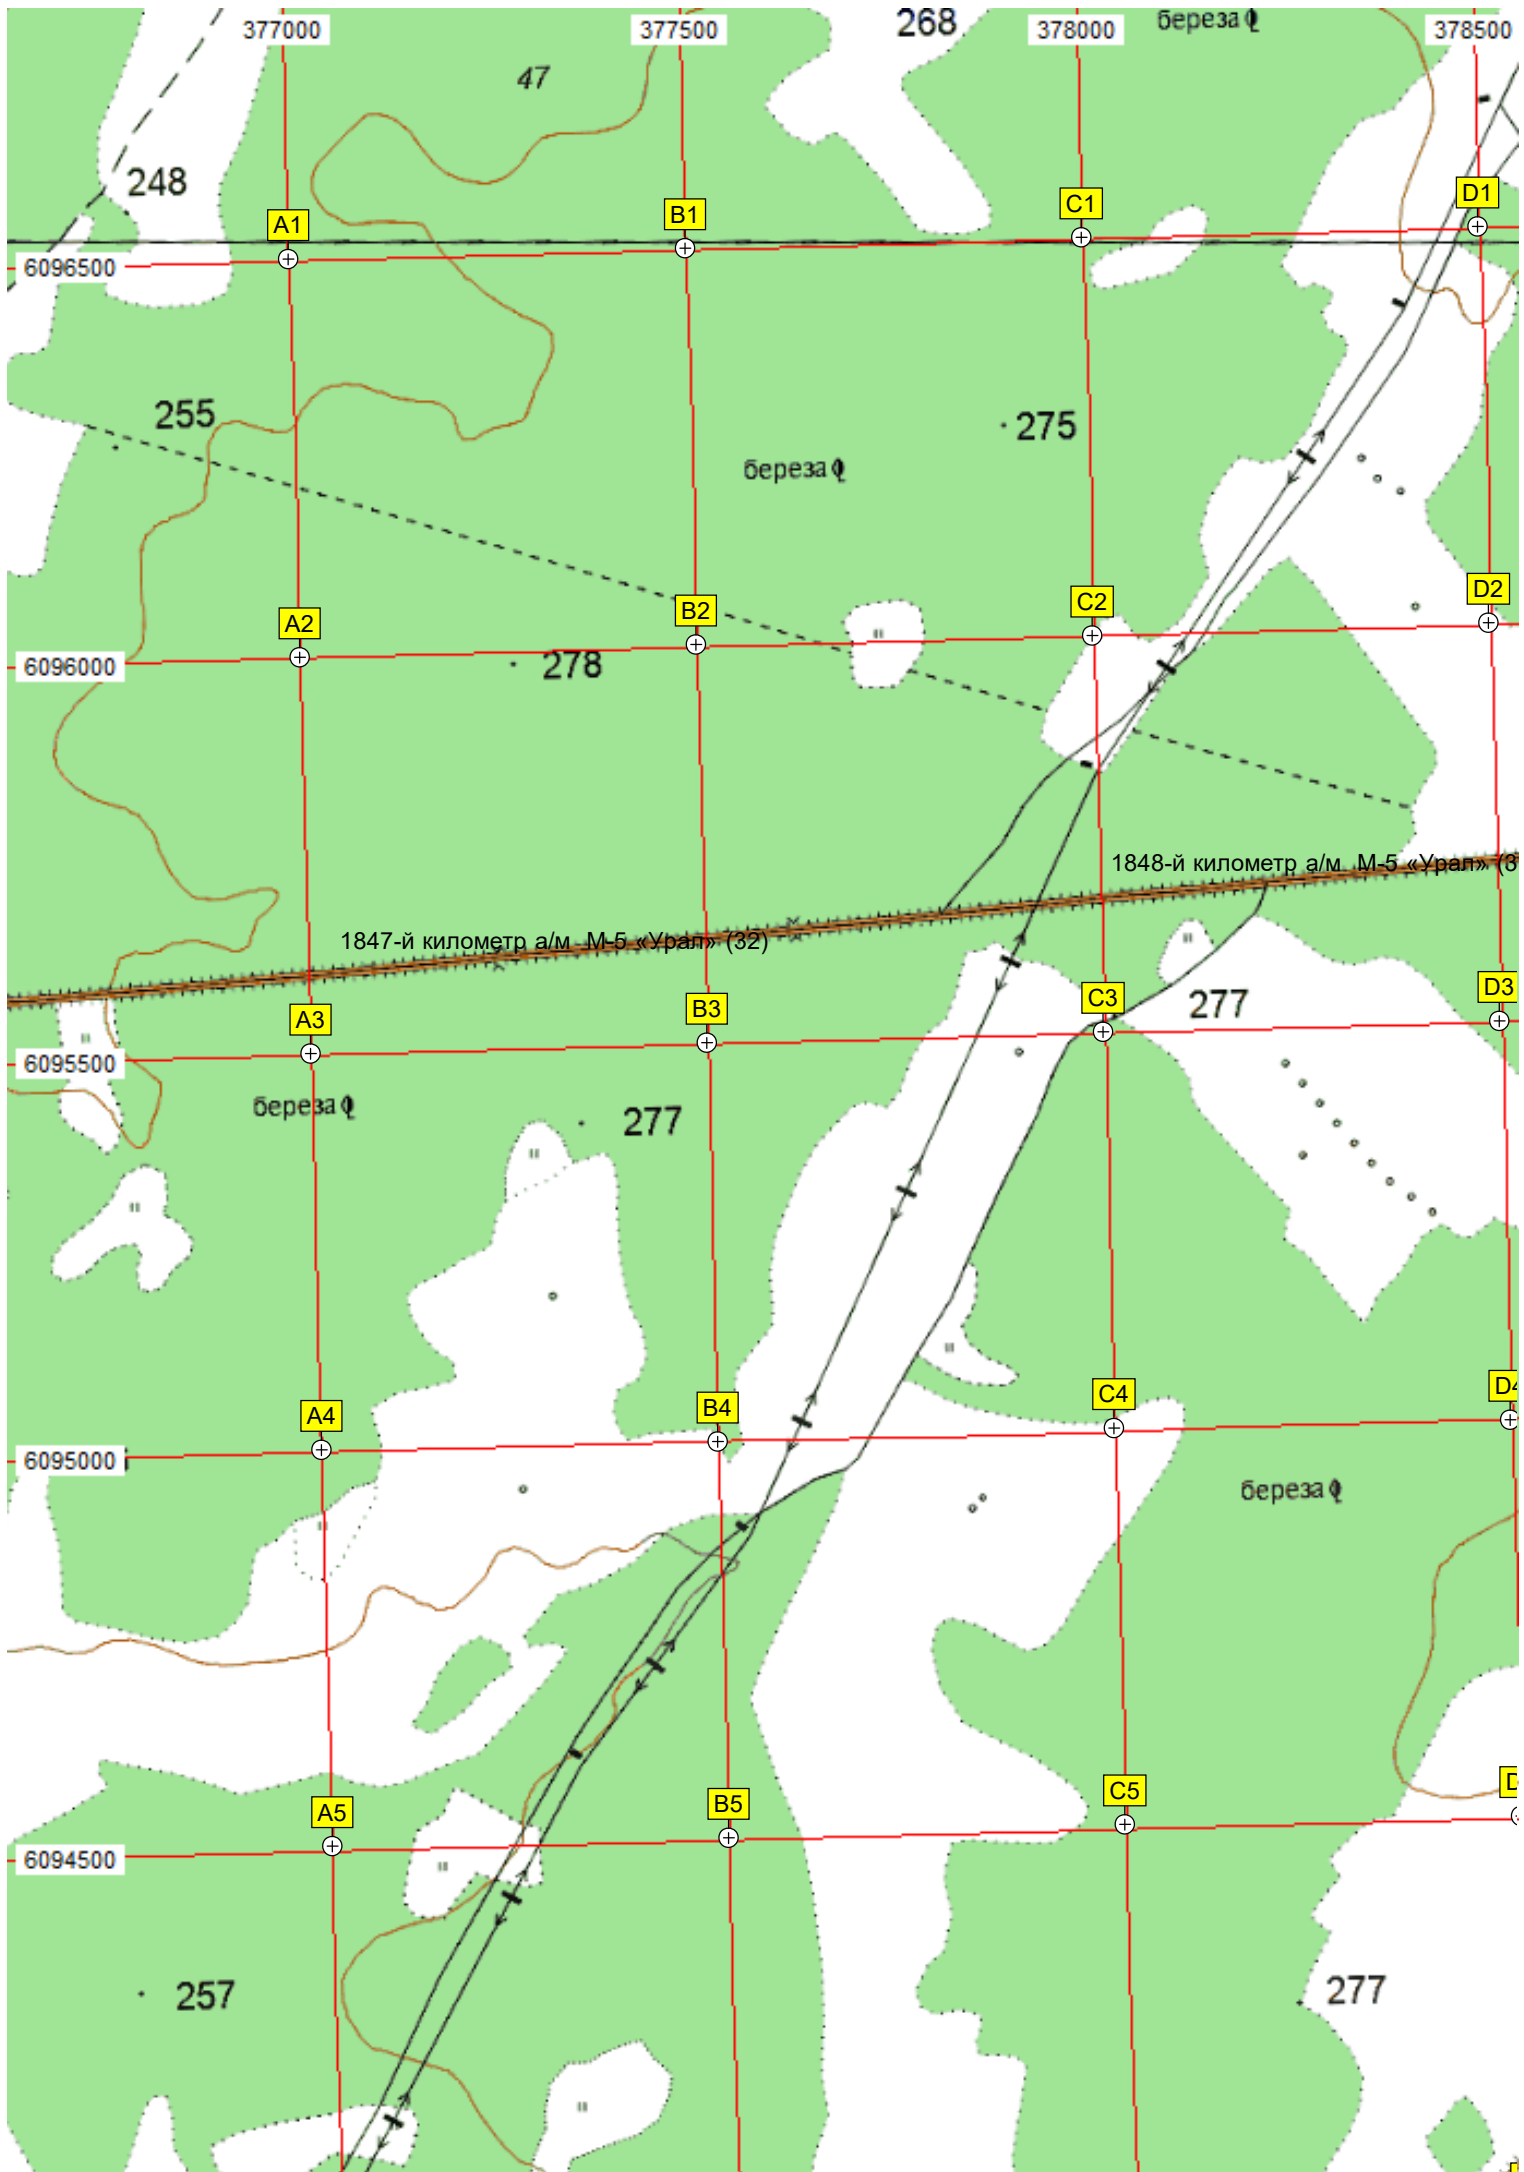 377000 377500 268 378000 береза 378500
47
248
A1 B1 C1 D1
6096500
255 275
береза
A2 B2 C2 D2
6096000 278
1848-й километр а/м М-5 «Урал» (3
1847-й километр а/м М-5 «Урал» (32)
A3 B3 C3 277 D3
6095500
береза 277
A4 B4 C4 D4
6095000
береза
A5 B5 C5 D
6094500
257 277